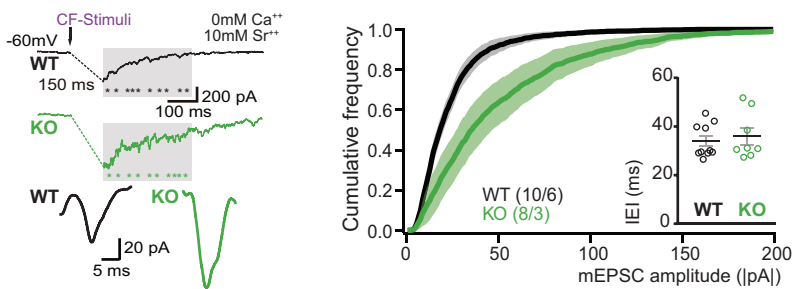 CF-Stimuli
0mM Ca⁺⁺
10mM Sr⁺⁺
-60mV
WT
150 ms
*********
200 pA
100 ms
KO
WT
KO
20 pA
5 ms
Cumulative frequency
1.0
0.8
0.6
0.4
0.2
0.0
0
50
100
150
200
mEPSC amplitude (|pA|)
WT (10/6)
KO (8/3)
IEI (ms)
60
40
20
0
WT
KO